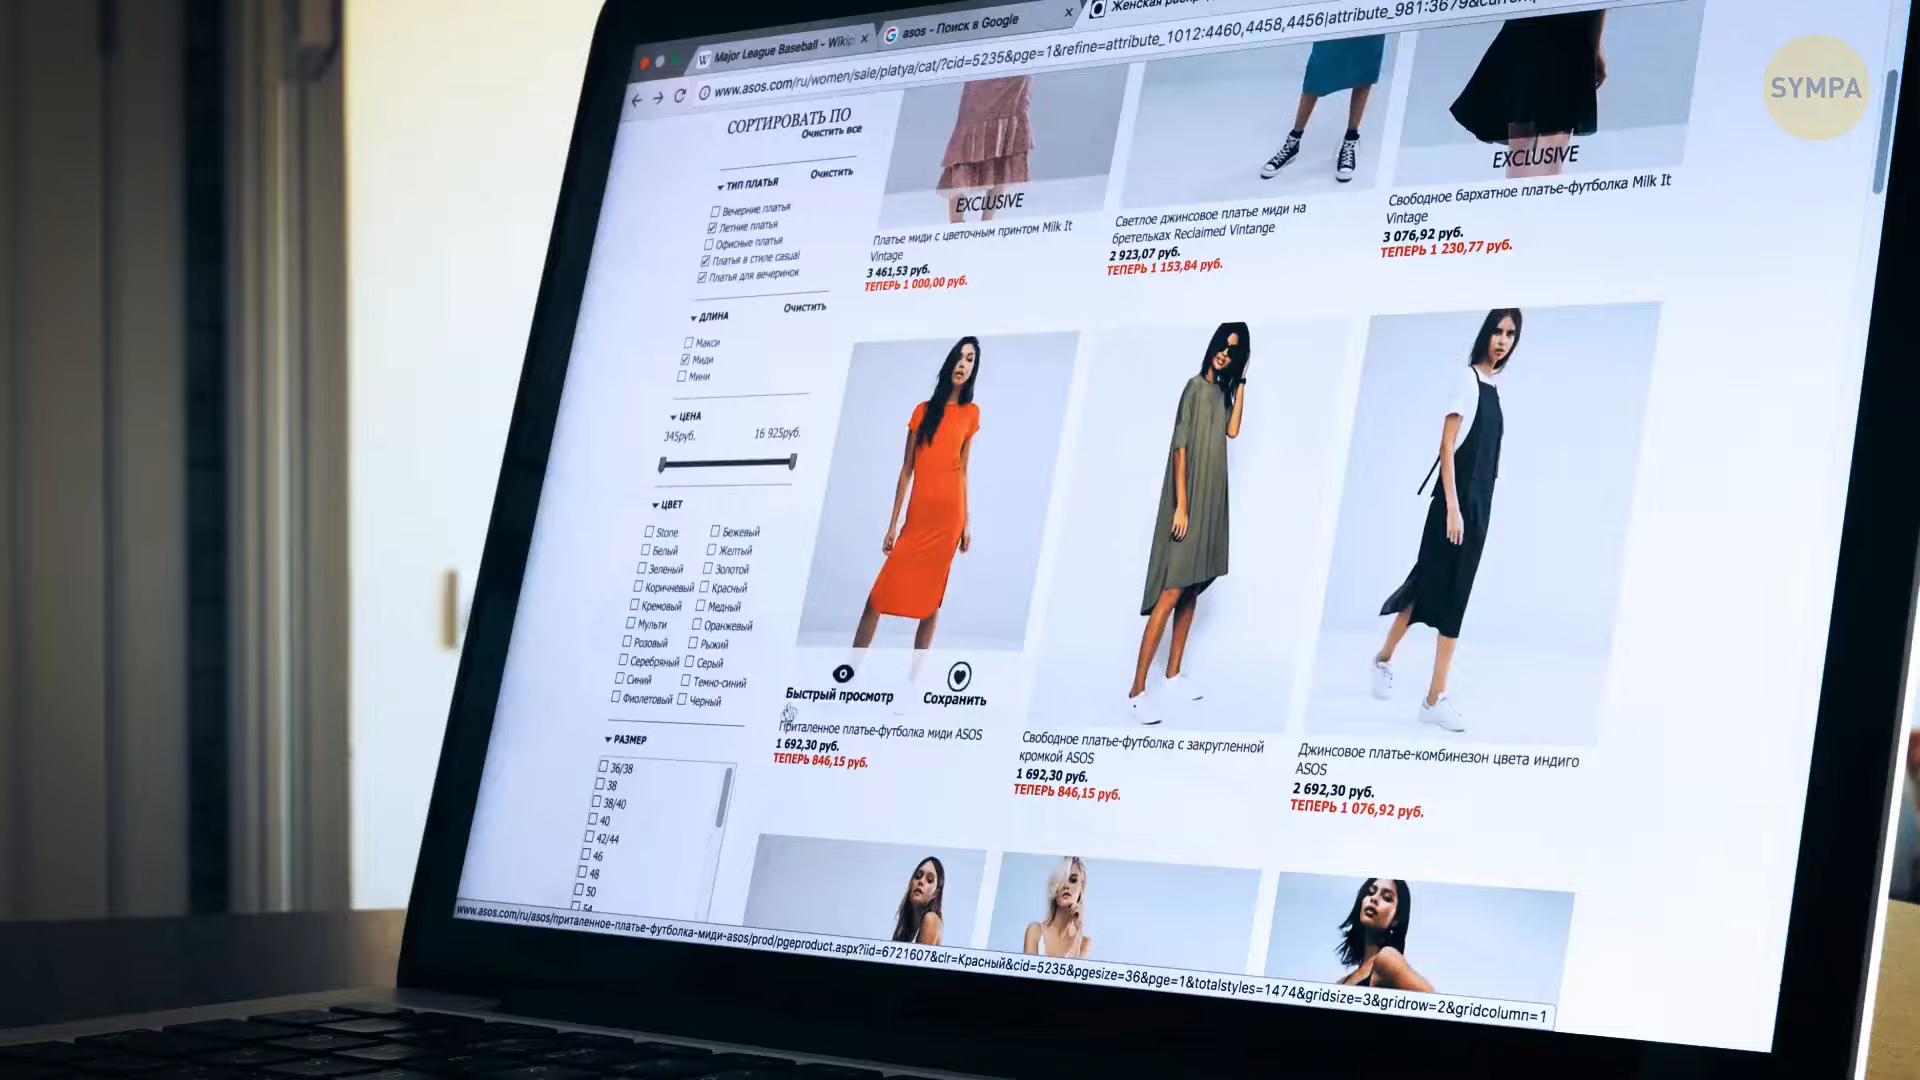 Major League Baseball - Wikip
asos - Поиск в Google
www.asos.com/ru/women/sale/platya/cat/?cid=5235&pge=1&refine=attribute_1012:4460,4458,4456|attribute_981:3679
SYMPA
СОРТИРОВАТЬ ПО
Очистить все
ТИП ПЛАТЬЯ
Очистить
Вечерние платья
Летние платья
Офисные платья
Платья в стиле casual
Платья для вечеринок
ДЛИНА
Очистить
Макси
Миди
Мини
ЦЕНА
345руб. 16 925руб.
ЦВЕТ
Stone Бежевый
Белый Желтый
Зеленый Золотой
Коричневый Красный
Кремовый Медный
Мульти Оранжевый
Розовый Рыжий
Серебряный Серый
Синий Темно-синий
Фиолетовый Черный
РАЗМЕР
36/38
38
38/40
40
42/44
46
48
50
54
EXCLUSIVE
Платье миди с цветочным принтом Milk It
Vintage
3 461,53 руб.
ТЕПЕРЬ 1 000,00 руб.
Светлое джинсовое платье миди на
бретельках Reclaimed Vintange
2 923,07 руб.
ТЕПЕРЬ 1 153,84 руб.
EXCLUSIVE
Свободное бархатное платье-футболка Milk It
Vintage
3 076,92 руб.
ТЕПЕРЬ 1 230,77 руб.
Быстрый просмотр
Сохранить
Приталенное платье-футболка миди ASOS
1 692,30 руб.
ТЕПЕРЬ 846,15 руб.
Свободное платье-футболка с закругленной
кромкой ASOS
1 692,30 руб.
ТЕПЕРЬ 846,15 руб.
Джинсовое платье-комбинезон цвета индиго
ASOS
2 692,30 руб.
ТЕПЕРЬ 1 076,92 руб.
www.asos.com/ru/asos/приталенное-платье-футболка-миди-asos/prod/pgeproduct.aspx?iid=6721607&clr=Красный&cid=5235&pgesize=36&pge=1&totalstyles=1474&gridsize=3&gridrow=2&gridcolumn=1